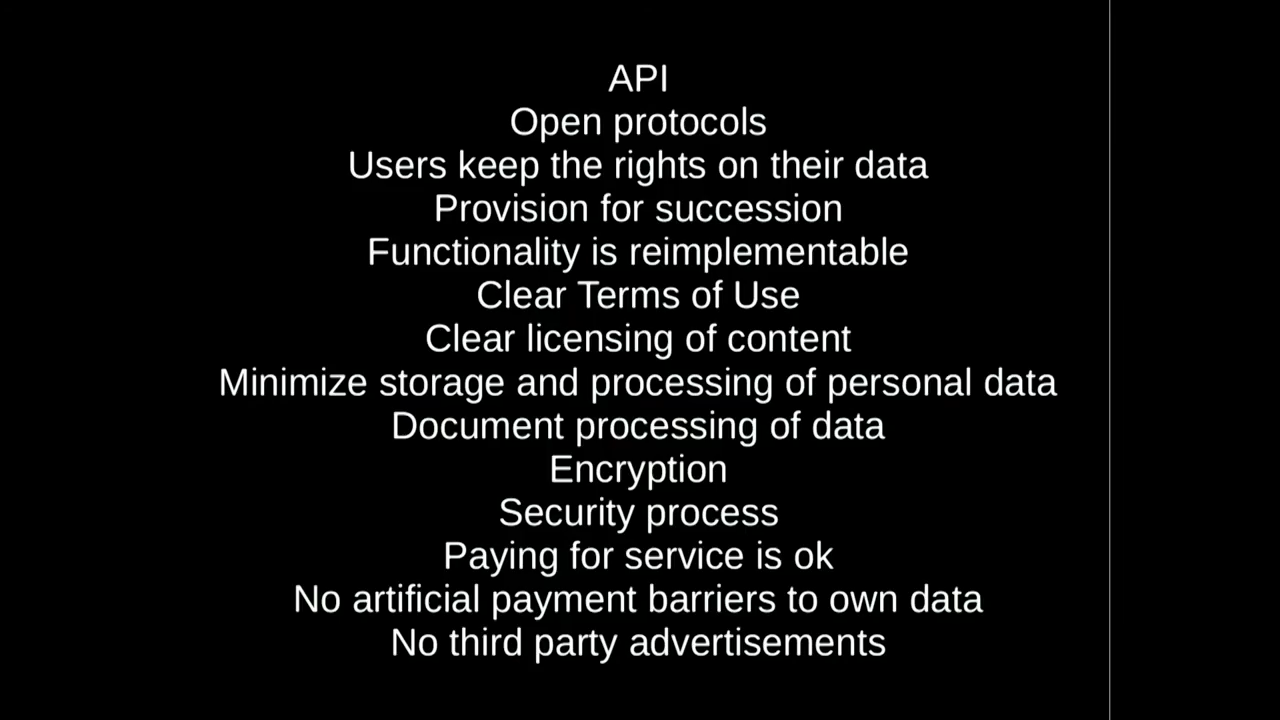 API
Open protocols
Users keep the rights on their data
Provision for succession
Functionality is reimplementable
Clear Terms of Use
Clear licensing of content
Minimize storage and processing of personal data
Document processing of data
Encryption
Security process
Paying for service is ok
No artificial payment barriers to own data
No third party advertisements